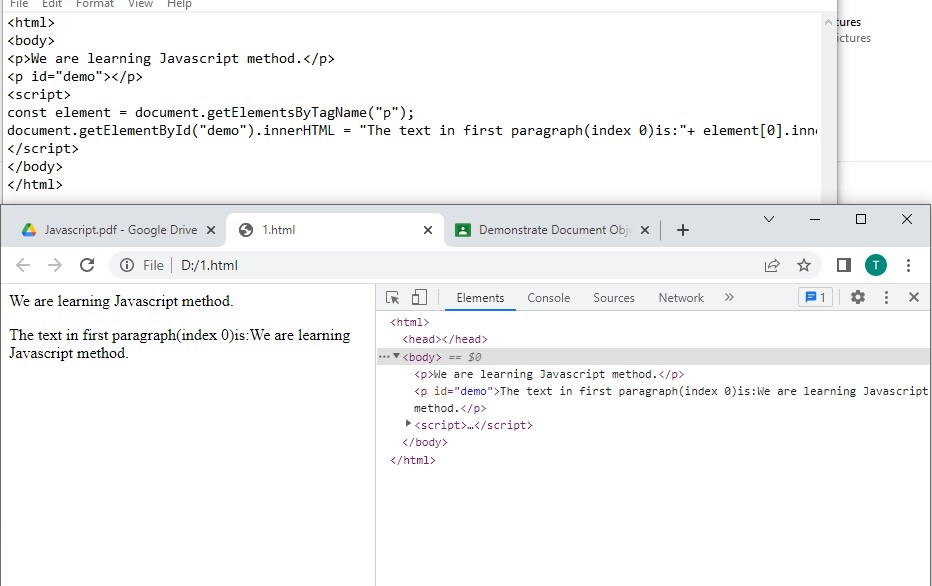 File Edit Format View Help
<html>
<body>
<p>We are learning Javascript method.</p>
<p id="demo"></p>
<script>
const element = document.getElementsByTagName("p");
document.getElementById("demo").innerHTML = "The text in first paragraph(index 0)is:"+ element[0].inn
</script>
</body>
</html>
tures
ictures
Javascript.pdf - Google Drive
1.html
Demonstrate Document Obj
File D:/1.html
T
We are learning Javascript method.
The text in first paragraph(index 0)is:We are learning
Javascript method.
Elements Console Sources Network » 1
<html>
<head></head>
<body> == $0
<p>We are learning Javascript method.</p>
<p id="demo">The text in first paragraph(index 0)is:We are learning Javascript
method.</p>
<script>…</script>
</body>
</html>